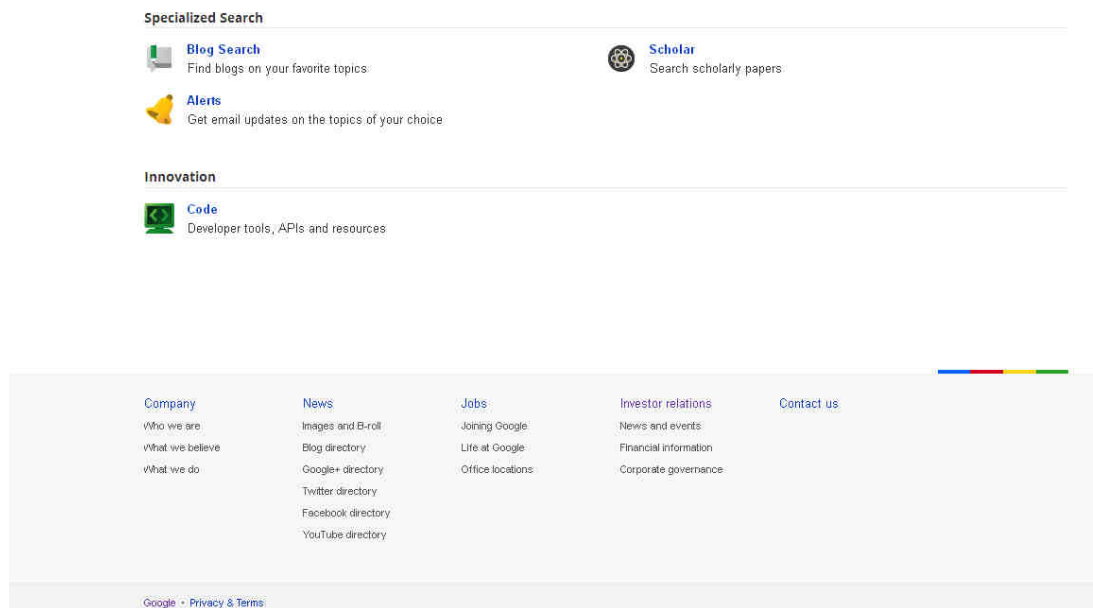 Specialized Search
Blog Search
Find blogs on your favorite topics
Scholar
Search scholarly papers
Alerts
Get email updates on the topics of your choice
Innovation
Code
Developer tools, APIs and resources
Company
Who we are
What we believe
What we do
News
Images and B-roll
Blog directory
Google+ directory
Twitter directory
Facebook directory
YouTube directory
Jobs
Joining Google
Life at Google
Office locations
Investor relations
News and events
Financial information
Corporate governance
Contact us
Google • Privacy & Terms